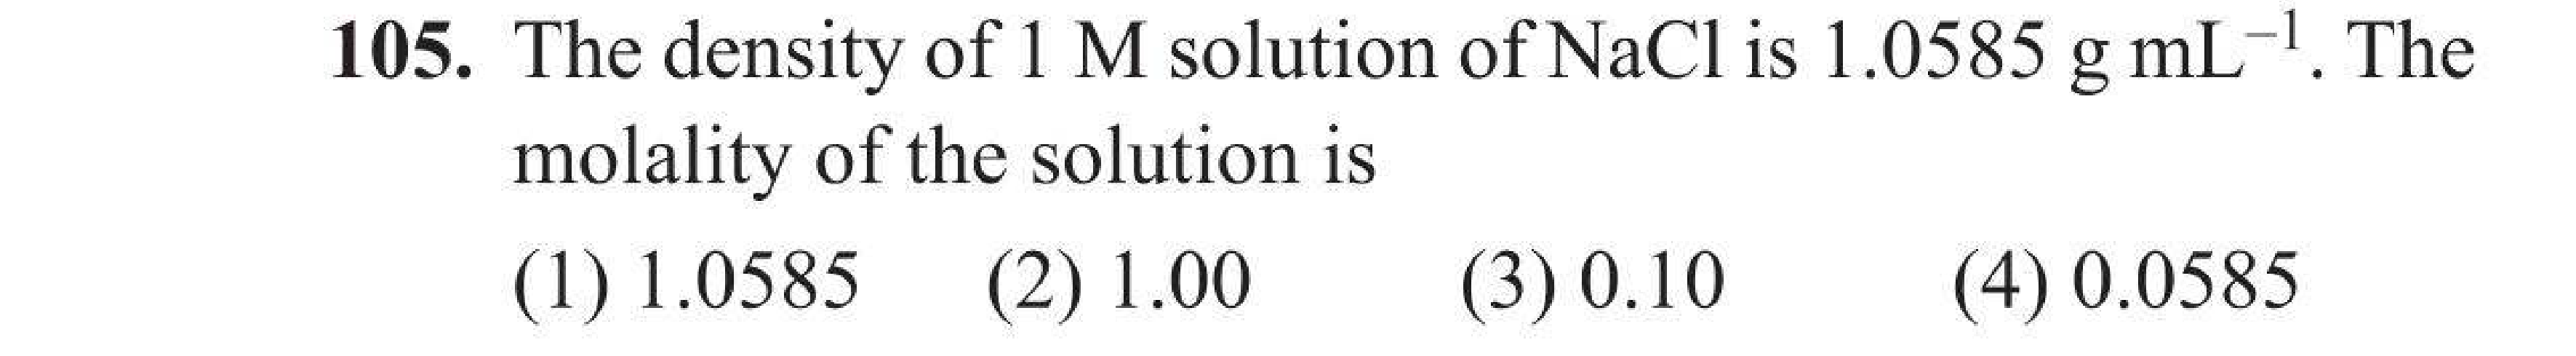 105. The density of 1 M solution of NaCl is 1.0585 g mL⁻¹. The
molality of the solution is
(1) 1.0585 (2) 1.00 (3) 0.10 (4) 0.0585